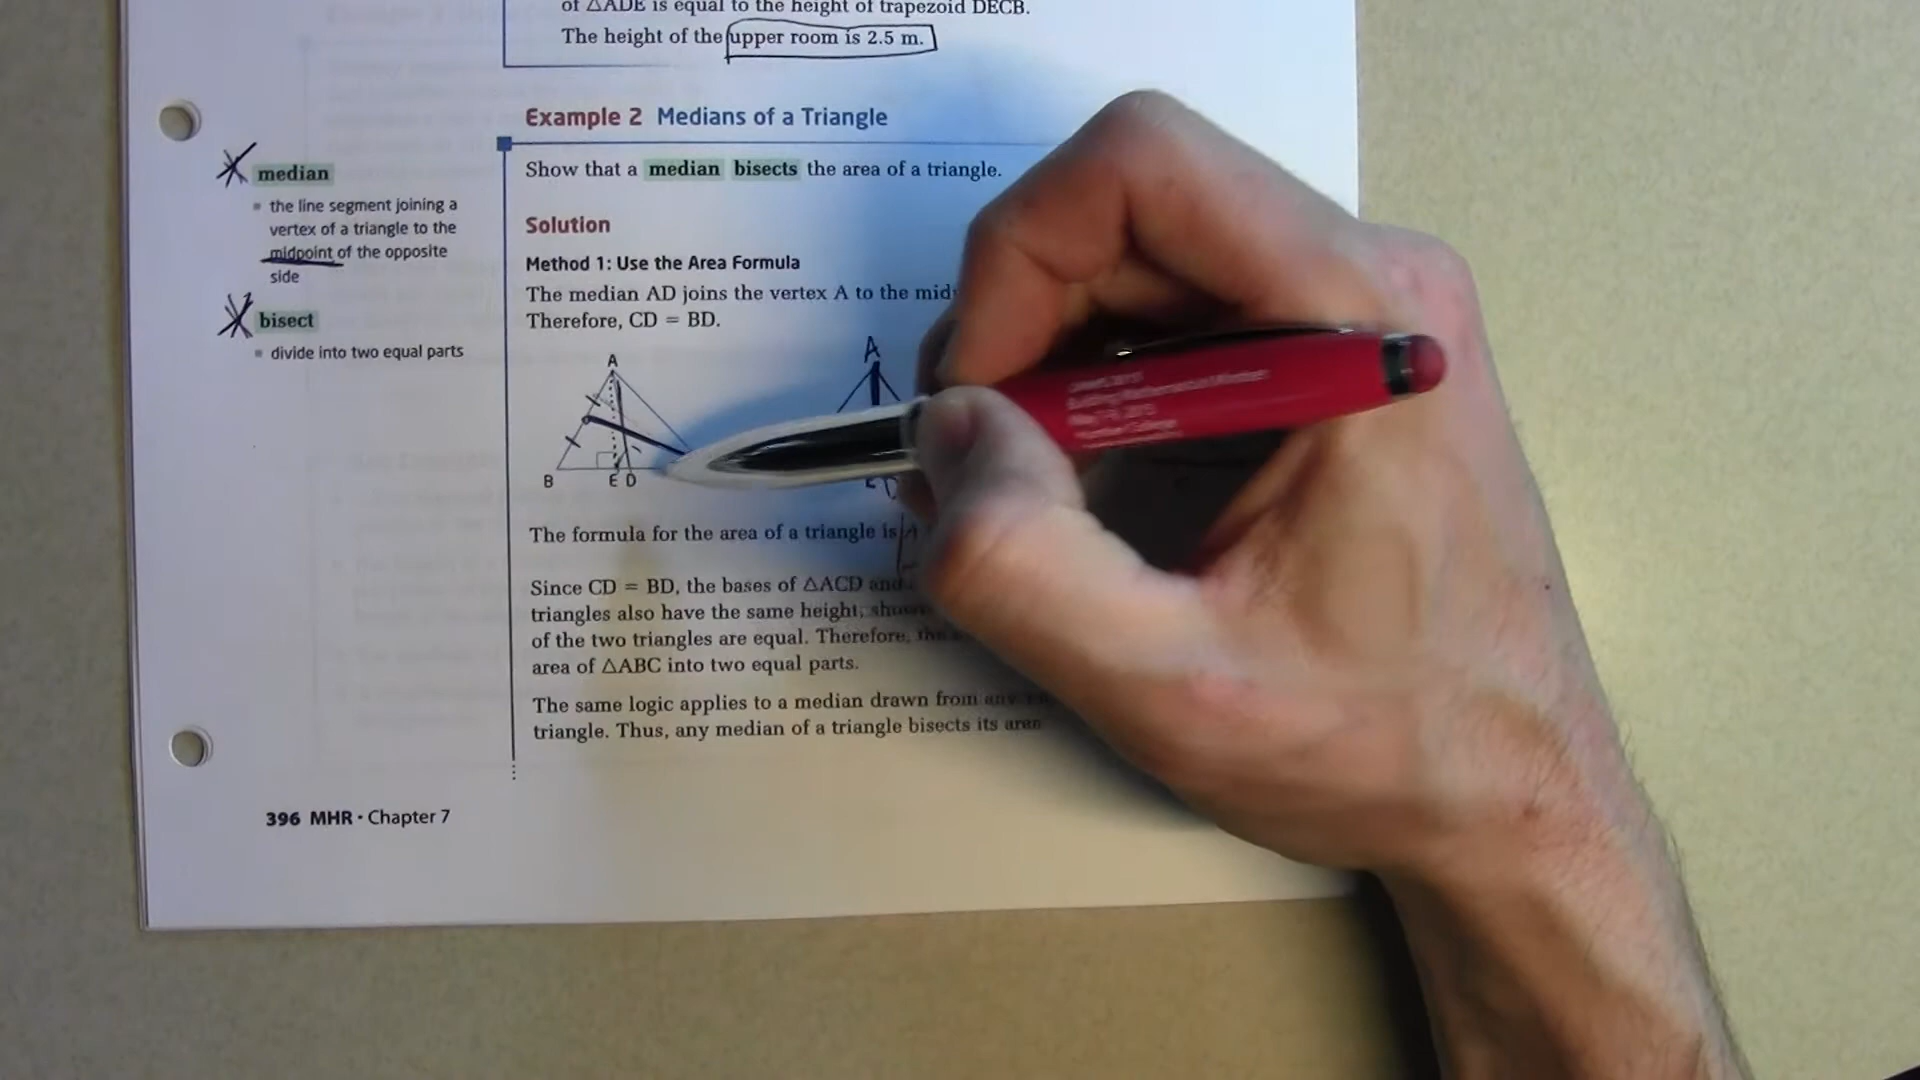 of △ADE is equal to the height of trapezoid DECB.
The height of the upper room is 2.5 m.
Example 2 Medians of a Triangle
median
▪ the line segment joining a
vertex of a triangle to the
midpoint of the opposite
side
bisect
▪ divide into two equal parts
Show that a median bisects the area of a triangle.
Solution
Method 1: Use the Area Formula
The median AD joins the vertex A to the
Therefore, CD = BD.
A
B
E D
A
The formula for the area of a triangle is
Since CD = BD, the bases of △ACD and
triangles also have the same height,
of the two triangles are equal. Therefore,
area of △ABC into two equal parts.
The same logic applies to a median drawn from any
triangle. Thus, any median of a triangle bisects its area
396 MHR • Chapter 7